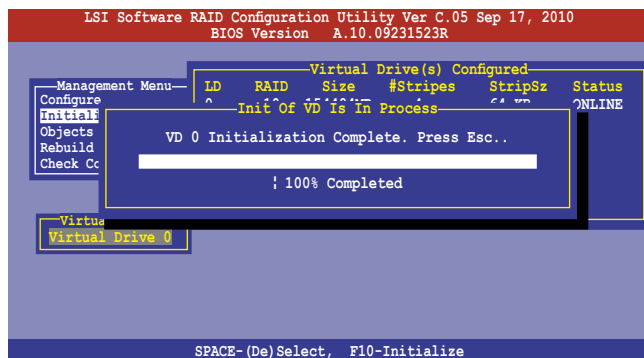 LSI Software RAID Configuration Utility Ver C.05 Sep 17, 2010
BIOS Version A.10.09231523R
Virtual Drive(s) Configured
Management Menu
LD RAID Size #Stripes StripSz Status
Configure
ONLINE
Init Of VD Is In Process
Initiali
Objects
VD 0 Initialization Complete. Press Esc..
Rebuild
Check Co
100% Completed
Virtua
Virtual Drive 0
SPACE-(De)Select, F10-Initialize